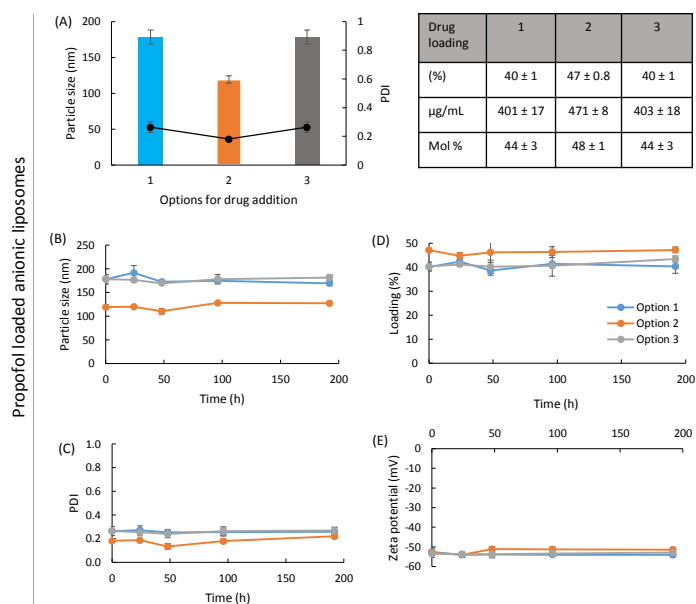 Propofol loaded anionic liposomes
(A)
Particle size (nm)
200
150
100
50
0
1
0.8
0.6
0.4
0.2
0
PDI
1 2 3
Options for drug addition
Drug loading 1 2 3
(%) 40 ± 1 47 ± 0.8 40 ± 1
µg/mL 401 ± 17 471 ± 8 403 ± 18
Mol % 44 ± 3 48 ± 1 44 ± 3
(B)
Particle size (nm)
250
200
150
100
50
0
0 50 100 150 200
Time (h)
(D)
Loading (%)
50
40
30
20
10
0
Option 1
Option 2
Option 3
0 50 100 150 200
Time (h)
(C)
PDI
1.0
0.8
0.6
0.4
0.2
0.0
0 50 100 150 200
Time (h)
(E)
Time (h)
0 50 100 150 200
Zeta potential (mV)
0
-10
-20
-30
-40
-50
-60